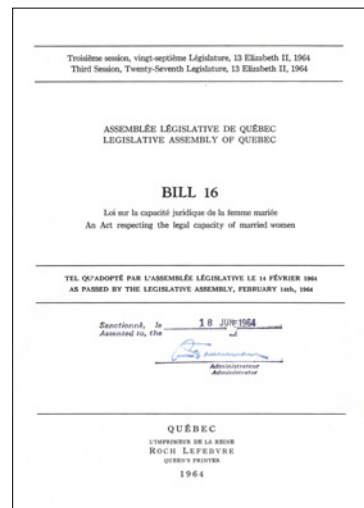 Troisième session, vingt-septième Législature, 13 Elizabeth II, 1964
Third Session, Twenty-Seventh Legislature, 13 Elizabeth II, 1964
ASSEMBLÉE LÉGISLATIVE DE QUÉBEC
LEGISLATIVE ASSEMBLY OF QUEBEC
BILL 16
Loi sur la capacité juridique de la femme mariée
An Act respecting the legal capacity of married women
TEL QU'ADOPTÉ PAR L'ASSEMBLÉE LÉGISLATIVE LE 14 FÉVRIER 1964
AS PASSED BY THE LEGISLATIVE ASSEMBLY, FEBRUARY 14th, 1964
Sanctionné, le 18 JUN 1964
Assented to, the
Administrateur
Administrator
QUÉBEC
L'IMPRIMEUR DE LA REINE
ROCH LEFEBVRE
QUEEN'S PRINTER
1964